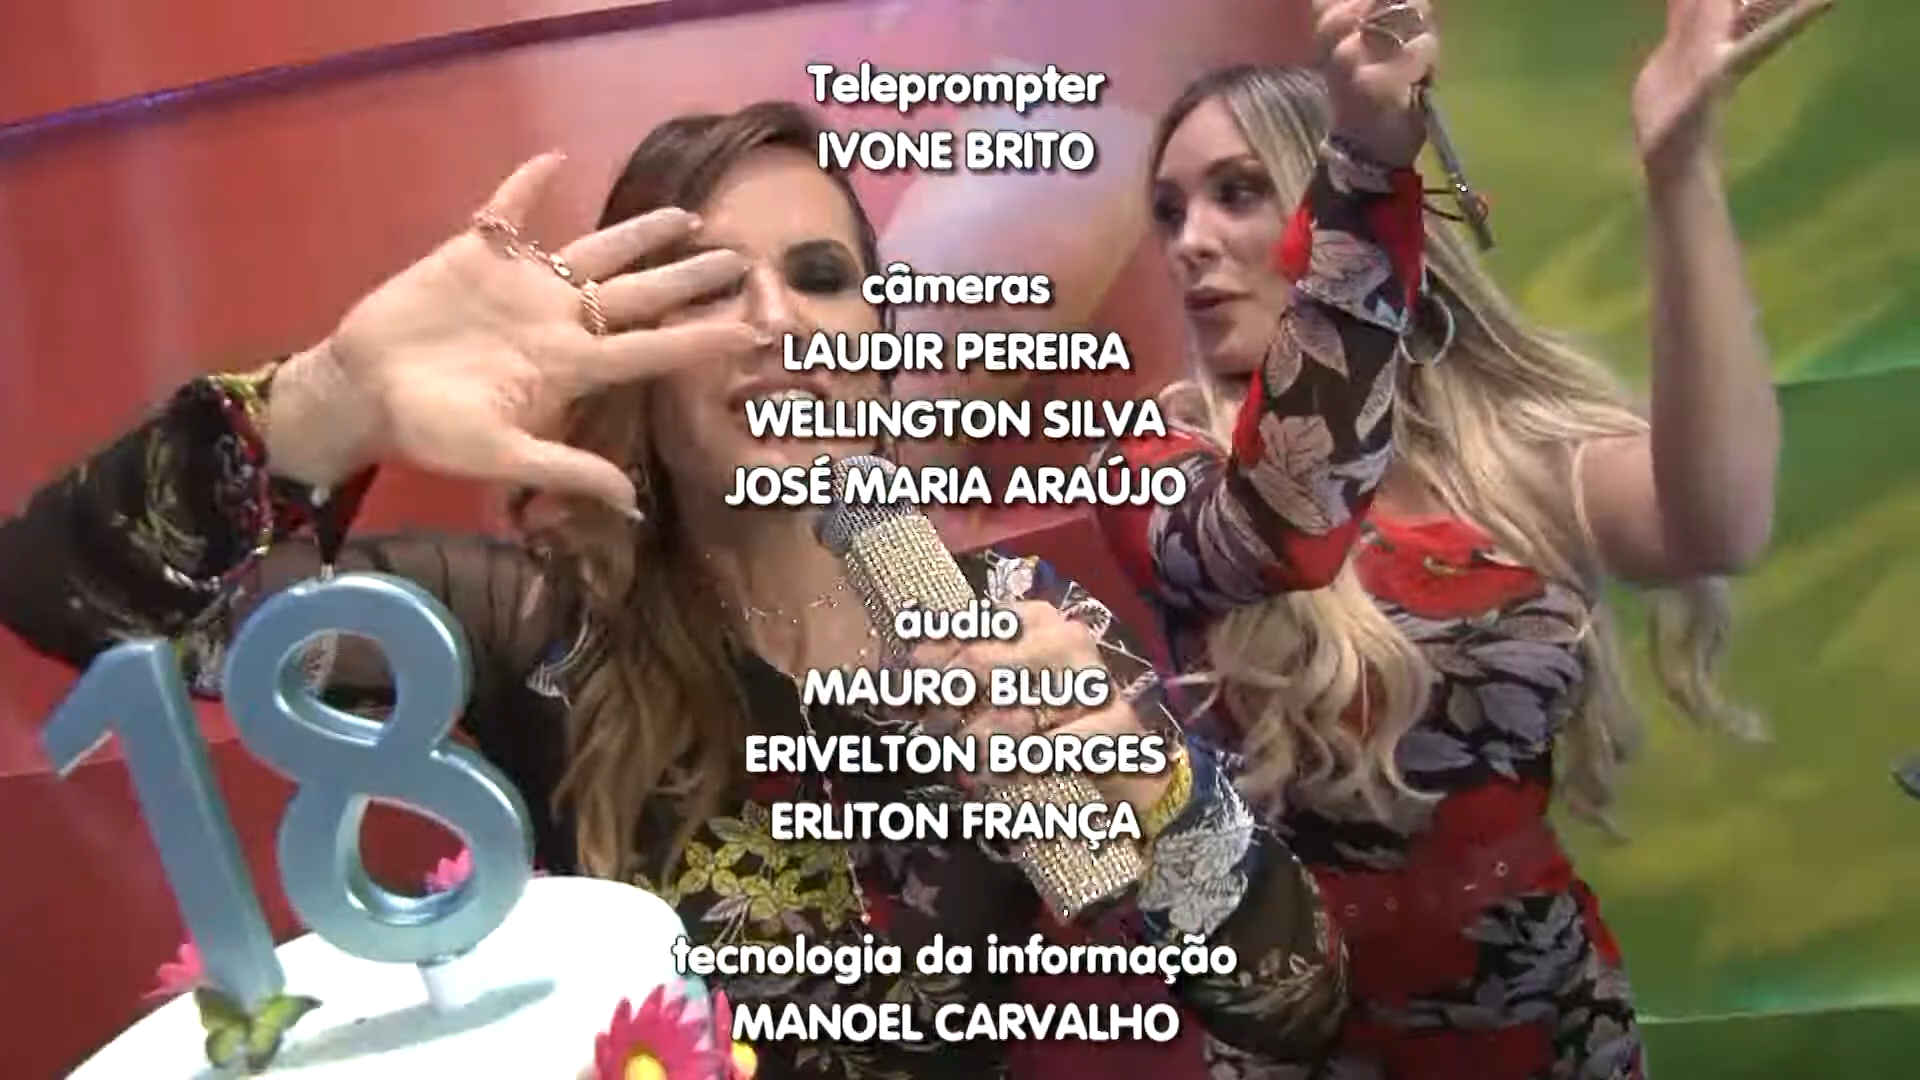 Teleprompter
IVONE BRITO
câmeras
LAUDIR PEREIRA
WELLINGTON SILVA
JOSÉ MARIA ARAÚJO
áudio
MAURO BLUG
ERIVELTON BORGES
ERLITON FRANÇA
18
tecnologia da informação
MANOEL CARVALHO